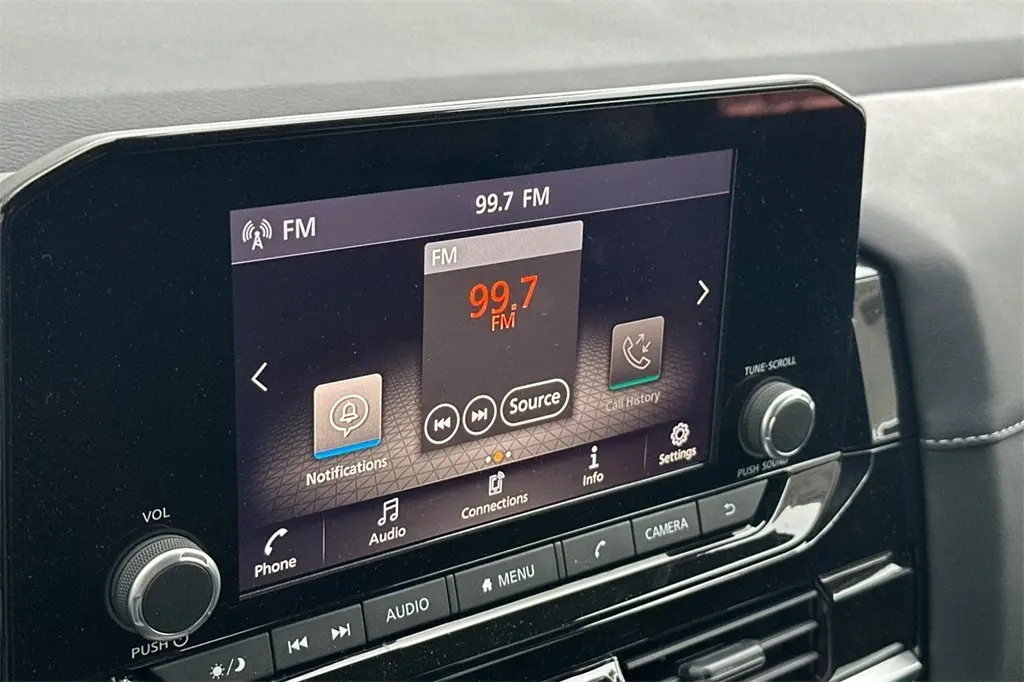 FM
99.7 FM
FM
99.7
FM
Source
Notifications
Call History
Phone
Audio
Connections
Info
Settings
VOL
PUSH
TUNE·SCROLL
PUSH SOUND
AUDIO
MENU
CAMERA